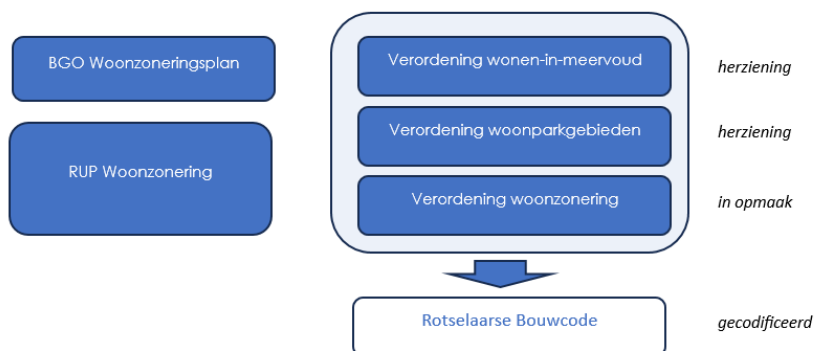 BGO Woonzoneringsplan
RUP Woonzonering
Verordening wonen-in-meervoud
herziening
Verordening woonparkgebieden
herziening
Verordening woonzonering
in opmaak
Rotselaarse Bouwcode
gecodificeerd